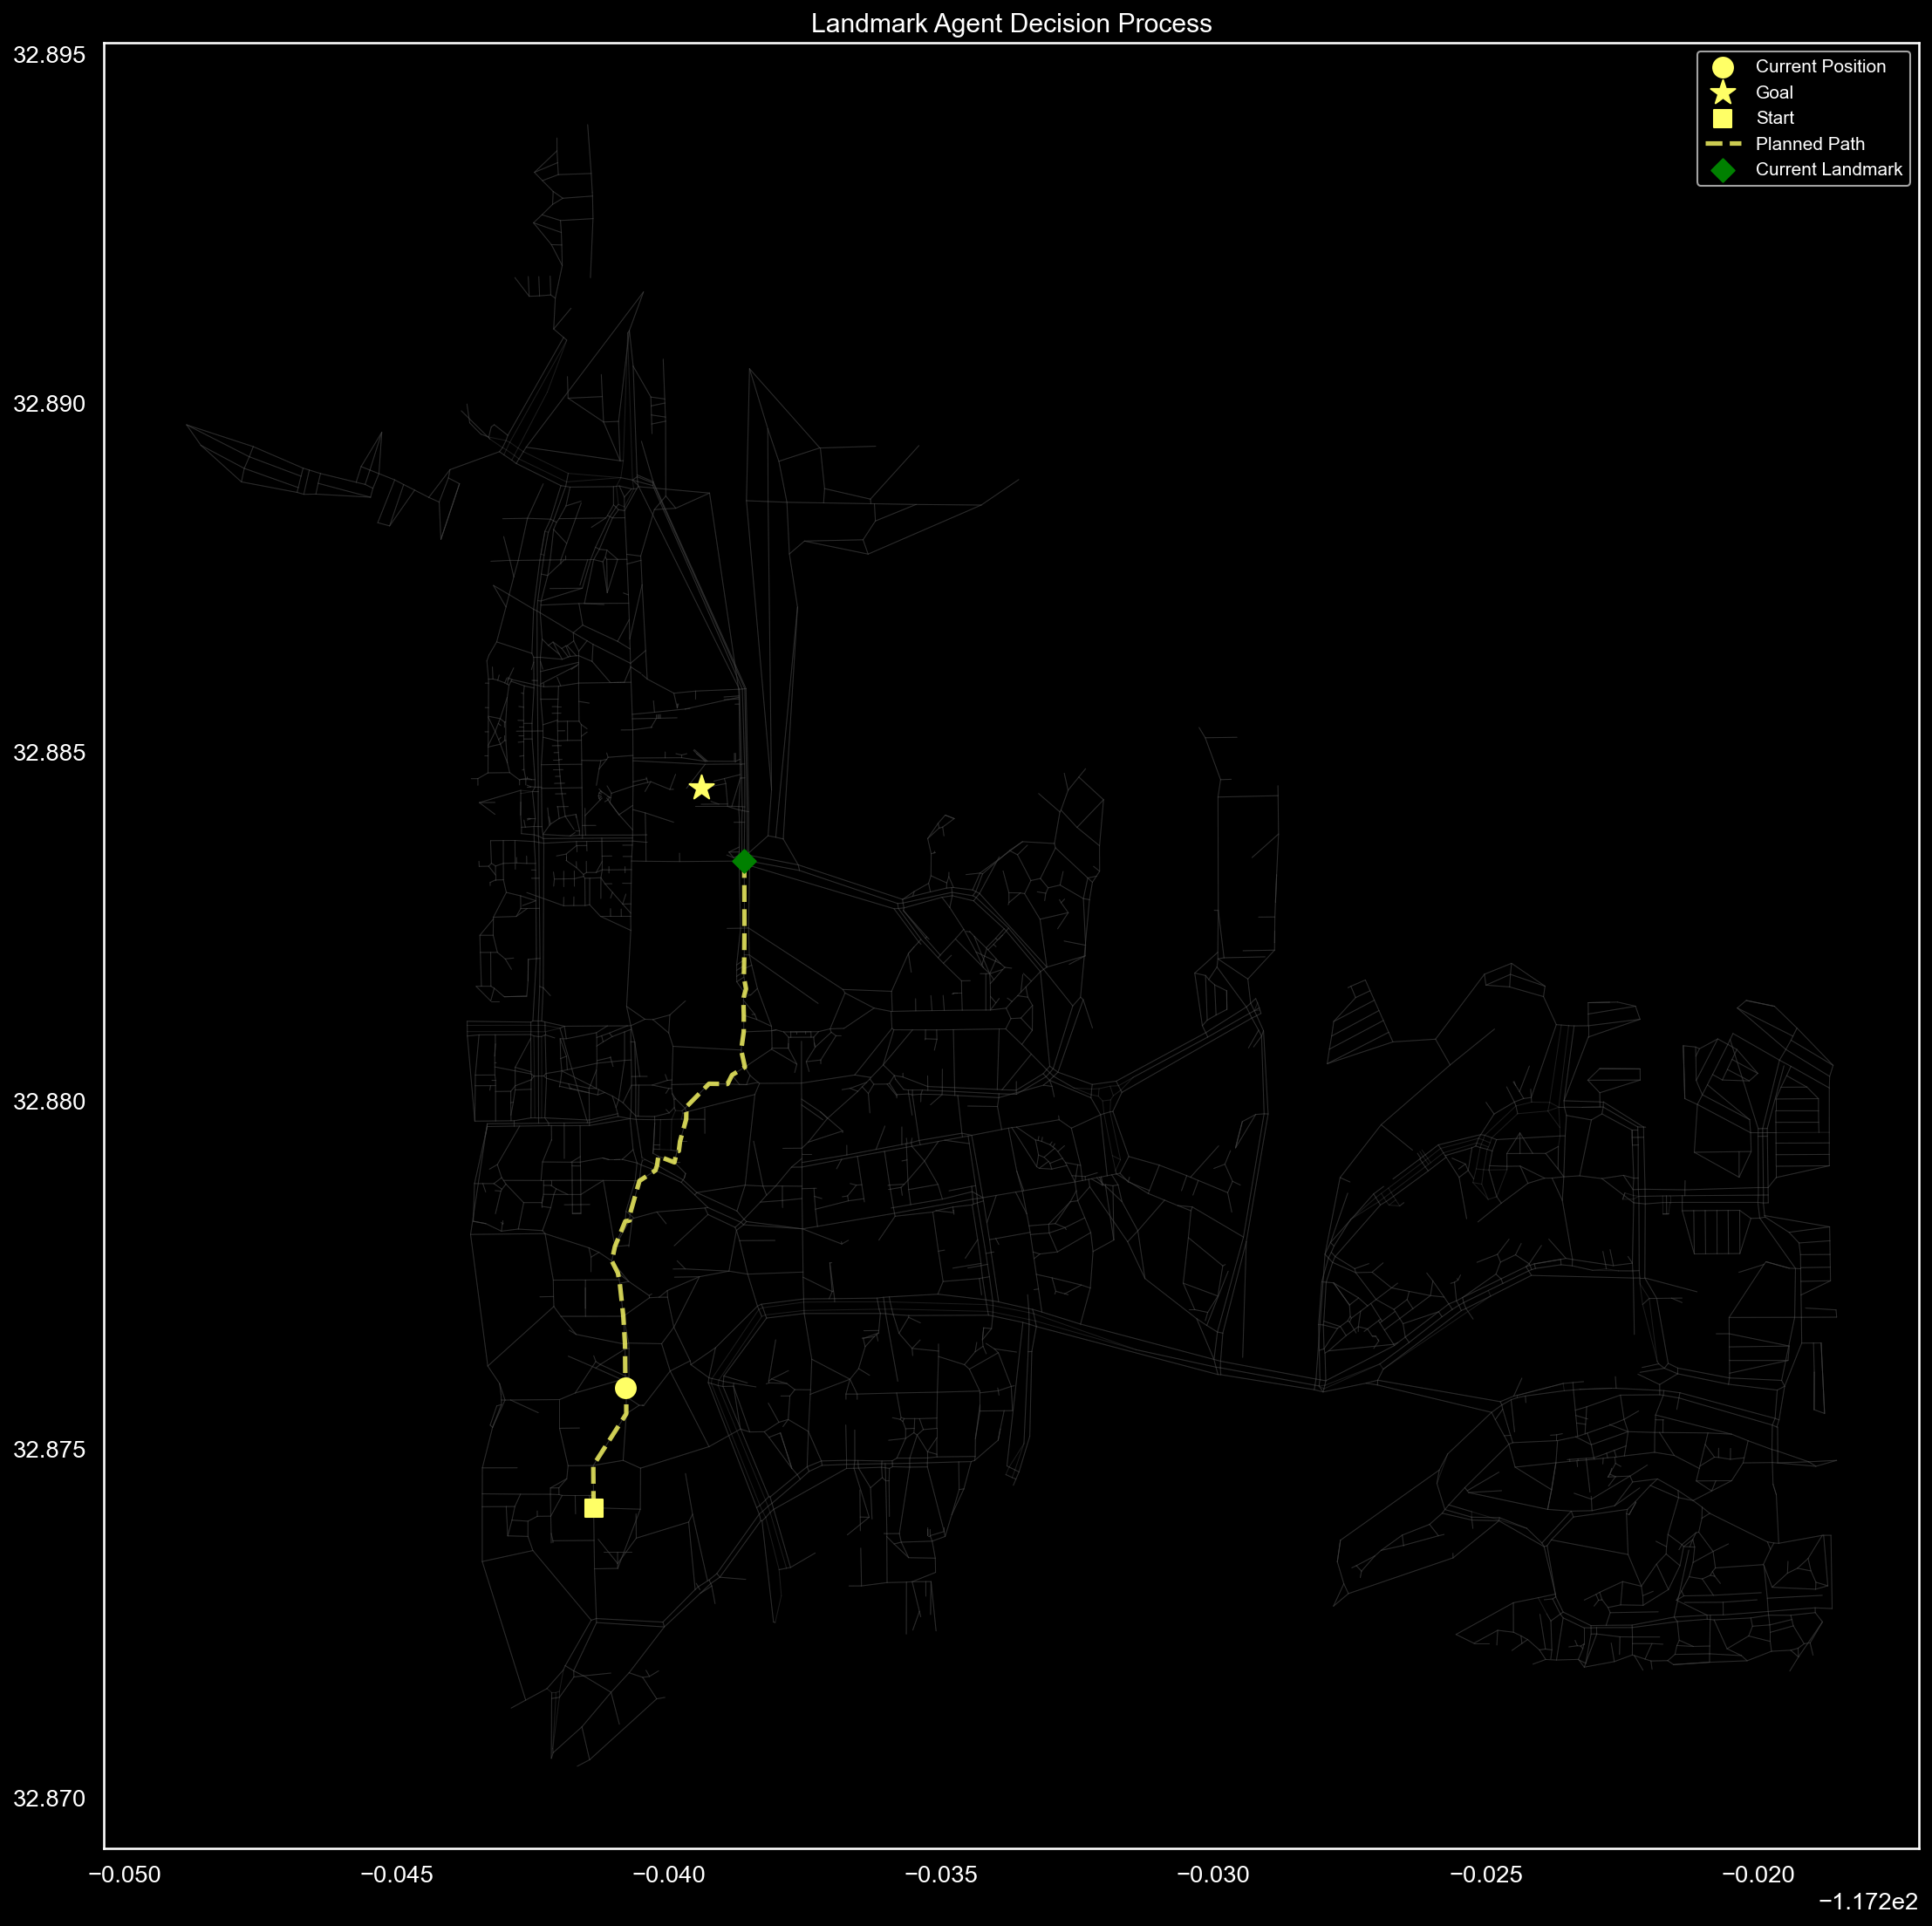 Landmark Agent Decision Process
Current Position
Goal
Start
Planned Path
Current Landmark
32.895
32.890
32.885
32.880
32.875
32.870
−0.050 −0.045 −0.040 −0.035 −0.030 −0.025 −0.020
−1.172e2